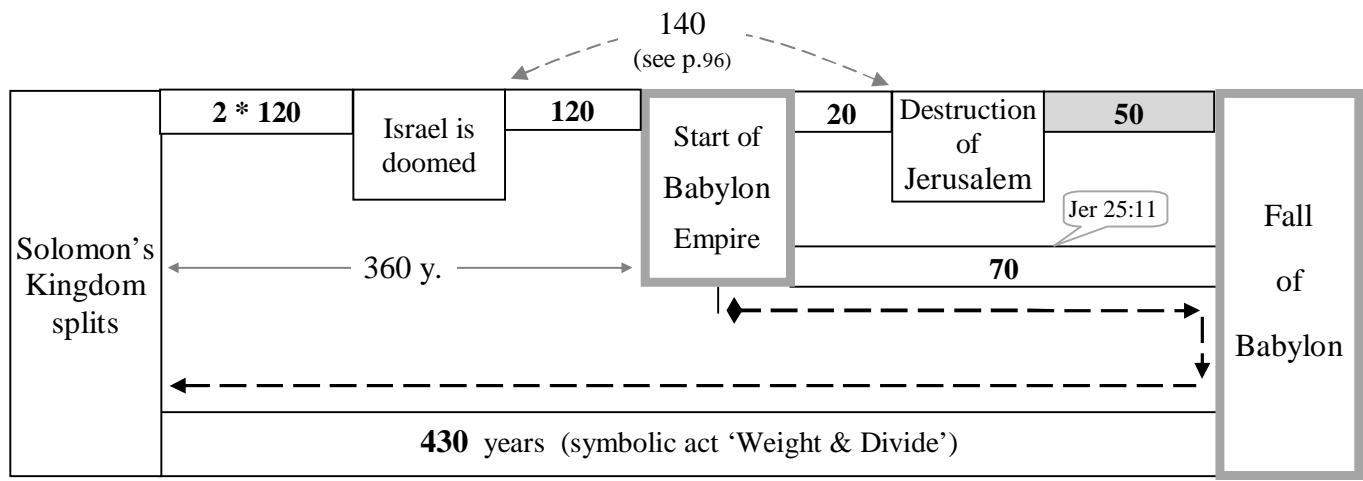 140
(see p.96)
2 * 120
Israel is
doomed
120
Start of
Babylon
Empire
20
Destruction
of
Jerusalem
50
Jer 25:11
Solomon’s
Kingdom
splits
360 y.
70
Fall
of
Babylon
430 years (symbolic act ‘Weight & Divide’)